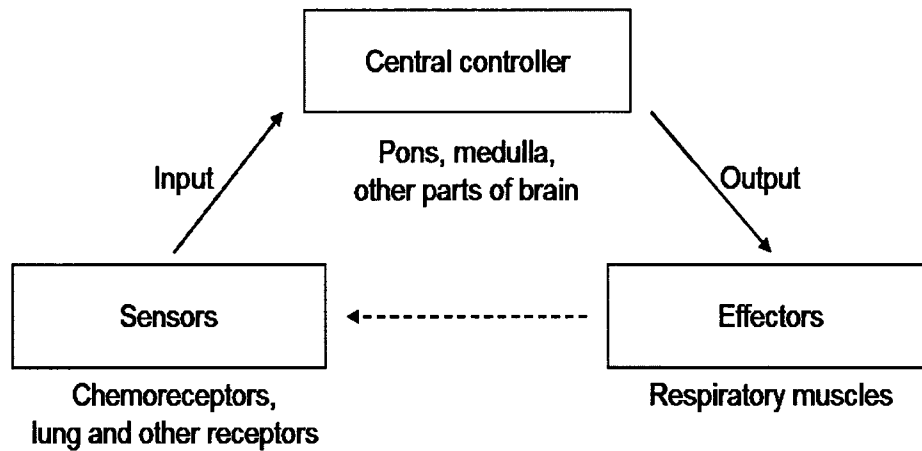 Central controller
Pons, medulla,
other parts of brain
Input
Output
Sensors
Effectors
Chemoreceptors,
lung and other receptors
Respiratory muscles